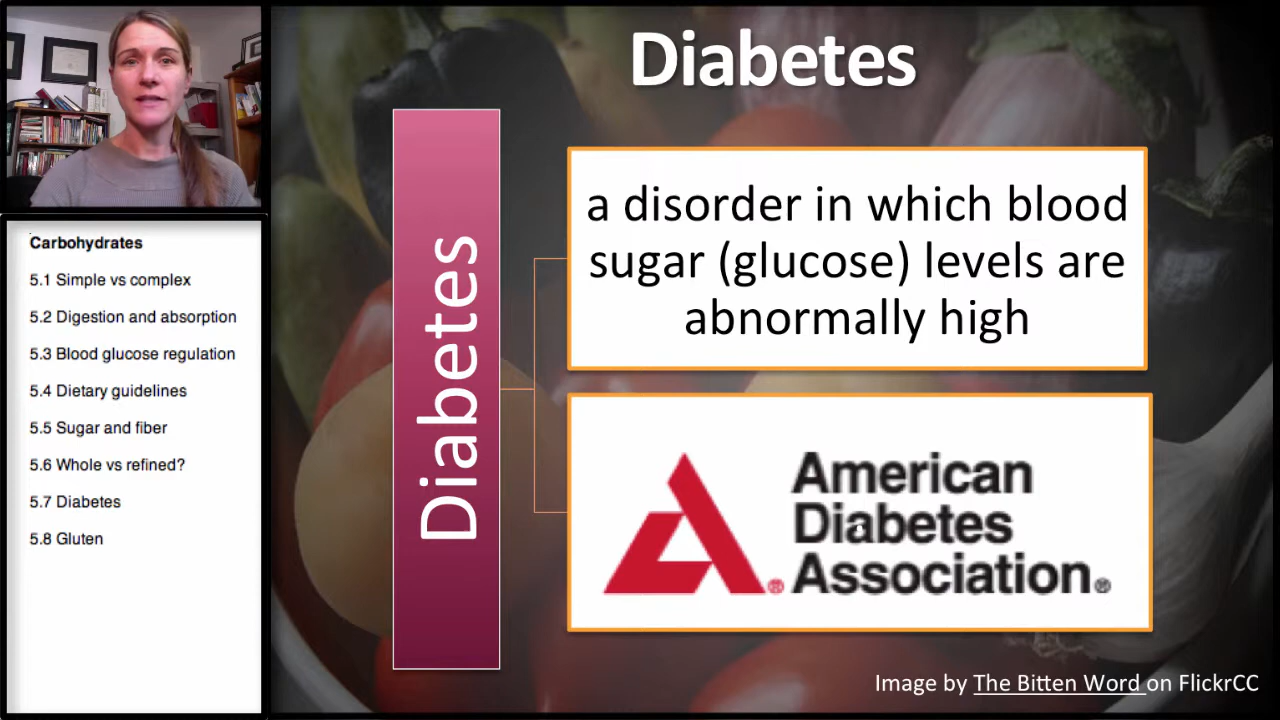 Diabetes
Diabetes
a disorder in which blood
sugar (glucose) levels are
abnormally high
American
Diabetes
Association®
®
Image by The Bitten Word on FlickrCC
Carbohydrates
5.1 Simple vs complex
5.2 Digestion and absorption
5.3 Blood glucose regulation
5.4 Dietary guidelines
5.5 Sugar and fiber
5.6 Whole vs refined?
5.7 Diabetes
5.8 Gluten